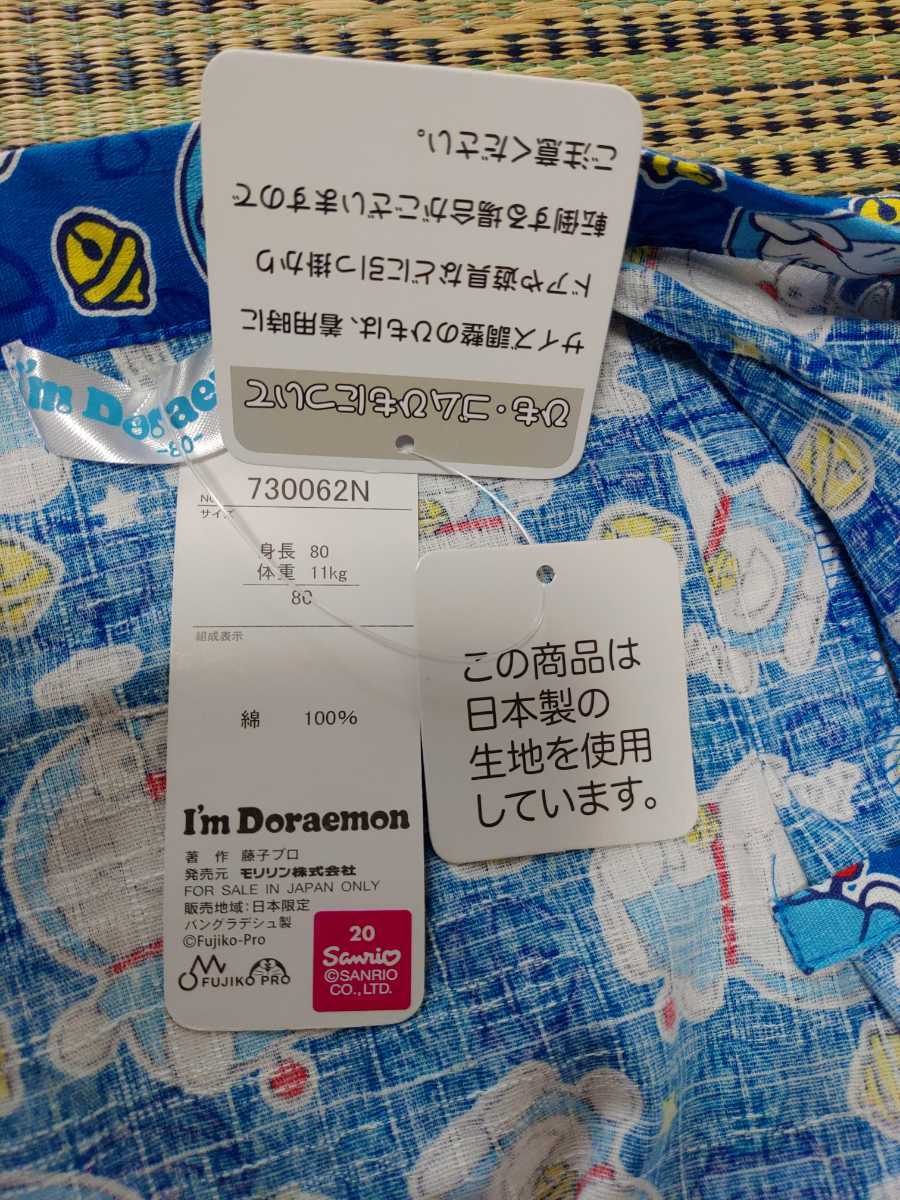 ひも・ゴムひもについて
サイズ調整のひもは、着用時に
ドアや遊具などに引っ掛かり
転倒する場合がございますので
ご注意ください。
I'm Dorae
-80-
No. 730062N
サイズ
身長 80
体重 11kg
80
組成表示
綿 100%
I'm Doraemon
著 作 藤子プロ
発売元 モリリン株式会社
FOR SALE IN JAPAN ONLY
販売地域:日本限定
バングラデシュ製
©Fujiko-Pro
FUJIKO PRO
20
Sanrio
©SANRIO
CO., LTD.
この商品は
日本製の
生地を使用
しています。